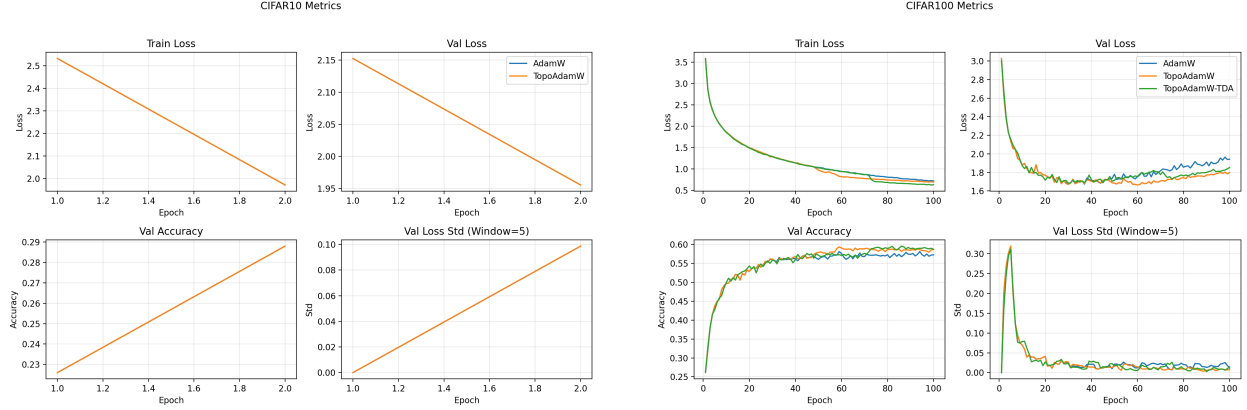 CIFAR10 Metrics
Train Loss
2.5
2.4
2.3
2.2
2.1
2.0
Loss
1.0 1.2 1.4 1.6 1.8 2.0
Epoch
Val Loss
AdamW
TopoAdamW
2.15
2.10
2.05
2.00
1.95
Loss
1.0 1.2 1.4 1.6 1.8 2.0
Epoch
Val Accuracy
0.29
0.28
0.27
0.26
0.25
0.24
0.23
Accuracy
1.0 1.2 1.4 1.6 1.8 2.0
Epoch
Val Loss Std (Window=5)
0.10
0.08
0.06
0.04
0.02
0.00
Std
1.0 1.2 1.4 1.6 1.8 2.0
Epoch
CIFAR100 Metrics
Train Loss
3.5
3.0
2.5
2.0
1.5
1.0
0.5
Loss
0 20 40 60 80 100
Epoch
Val Loss
AdamW
TopoAdamW
TopoAdamW-TDA
3.0
2.8
2.6
2.4
2.2
2.0
1.8
1.6
Loss
0 20 40 60 80 100
Epoch
Val Accuracy
0.60
0.55
0.50
0.45
0.40
0.35
0.30
0.25
Accuracy
0 20 40 60 80 100
Epoch
Val Loss Std (Window=5)
0.30
0.25
0.20
0.15
0.10
0.05
0.00
Std
0 20 40 60 80 100
Epoch